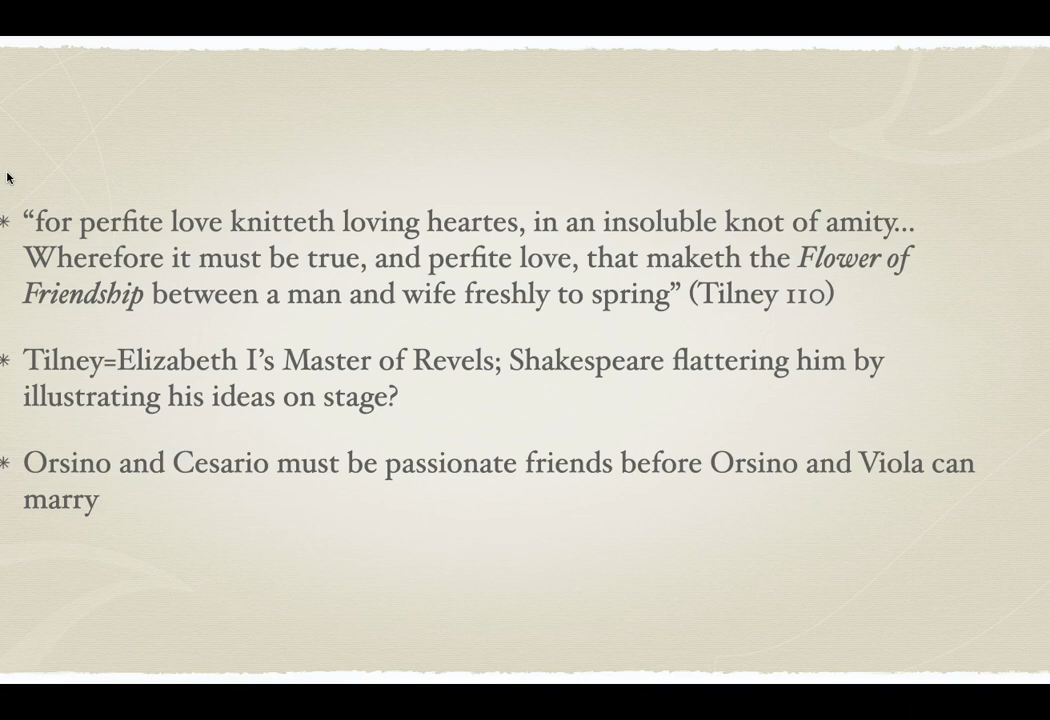 * “for perfite love knitteth loving heartes, in an insoluble knot of amity...
Wherefore it must be true, and perfite love, that maketh the Flower of
Friendship between a man and wife freshly to spring” (Tilney 110)
* Tilney=Elizabeth I’s Master of Revels; Shakespeare flattering him by
illustrating his ideas on stage?
* Orsino and Cesario must be passionate friends before Orsino and Viola can
marry